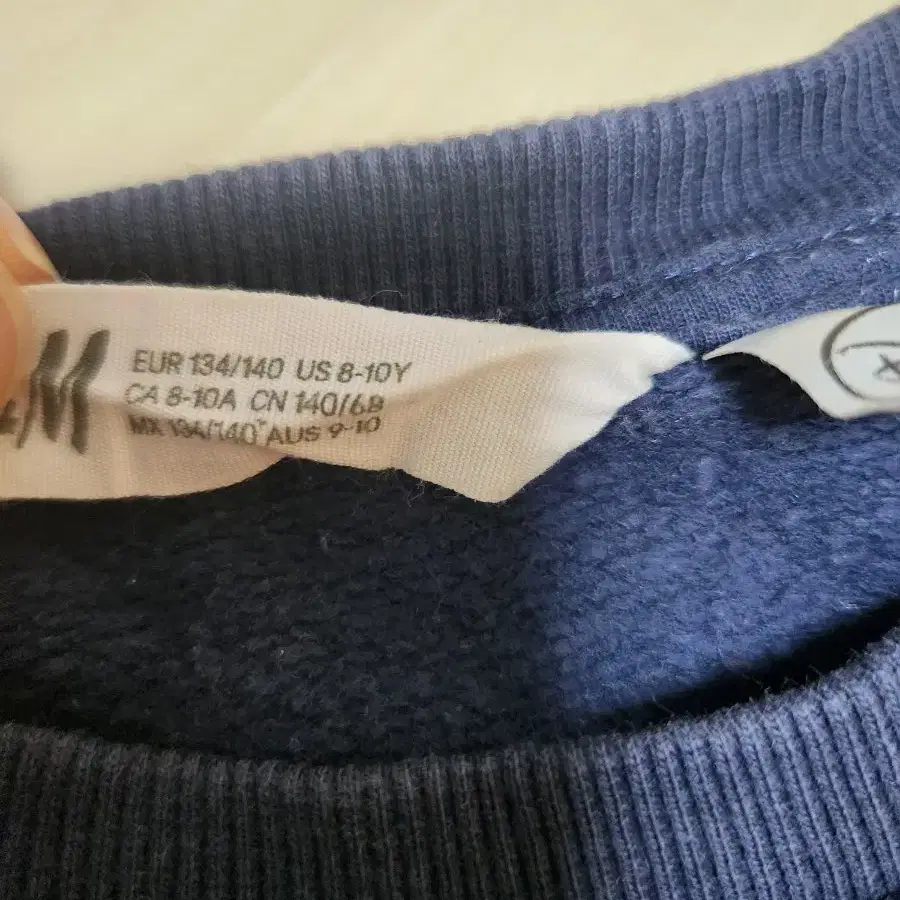 &M
EUR 134/140 US 8-10Y
CA 8-10A CN 140/68
MX 134/140 AUS 9-10